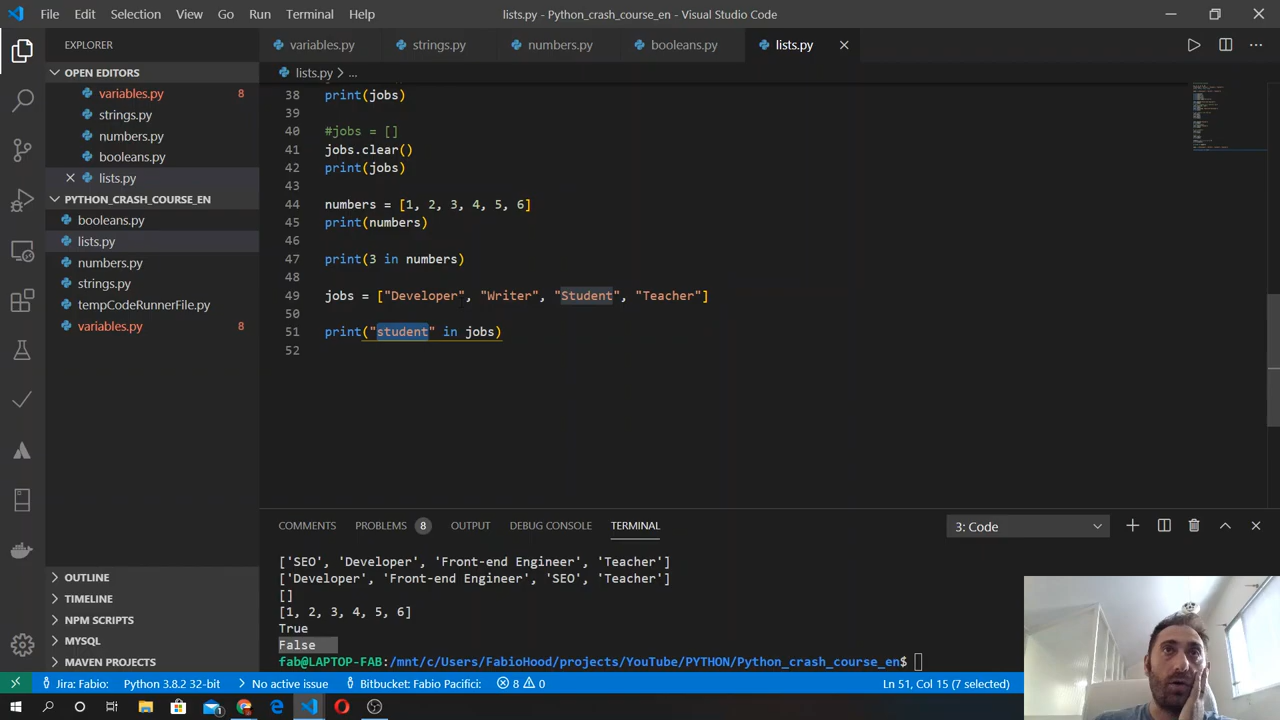 File Edit Selection View Go Run Terminal Help lists.py - Python_crash_course_en - Visual Studio Code
EXPLORER
OPEN EDITORS
variables.py 8
strings.py
numbers.py
booleans.py
lists.py
PYTHON_CRASH_COURSE_EN
booleans.py
lists.py
numbers.py
strings.py
tempCodeRunnerFile.py
variables.py 8
OUTLINE
TIMELINE
NPM SCRIPTS
MYSQL
MAVEN PROJECTS
variables.py strings.py numbers.py booleans.py lists.py
lists.py > ...
38 print(jobs)
39
40 #jobs = []
41 jobs.clear()
42 print(jobs)
43
44 numbers = [1, 2, 3, 4, 5, 6]
45 print(numbers)
46
47 print(3 in numbers)
48
49 jobs = ["Developer", "Writer", "Student", "Teacher"]
50
51 print("student" in jobs)
52
COMMENTS PROBLEMS 8 OUTPUT DEBUG CONSOLE TERMINAL 3: Code
['SEO', 'Developer', 'Front-end Engineer', 'Teacher']
['Developer', 'Front-end Engineer', 'SEO', 'Teacher']
[]
[1, 2, 3, 4, 5, 6]
True
False
fab@LAPTOP-FAB:/mnt/c/Users/FabioHood/projects/YouTube/PYTHON/Python_crash_course_en$
Jira: Fabio: Python 3.8.2 32-bit No active issue Bitbucket: Fabio Pacifici: 8 0 Ln 51, Col 15 (7 selected)